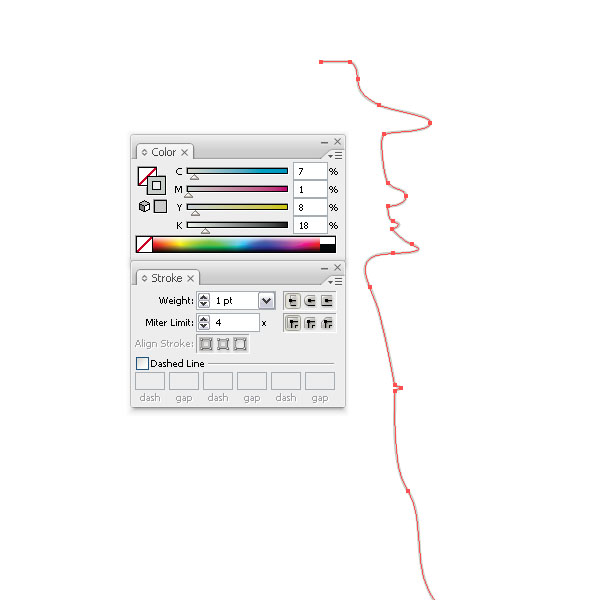 Color
C 7 %
M 1 %
Y 8 %
K 18 %
Stroke
Weight: 1 pt
Miter Limit: 4 x
Align Stroke:
Dashed Line
dash gap dash gap dash gap